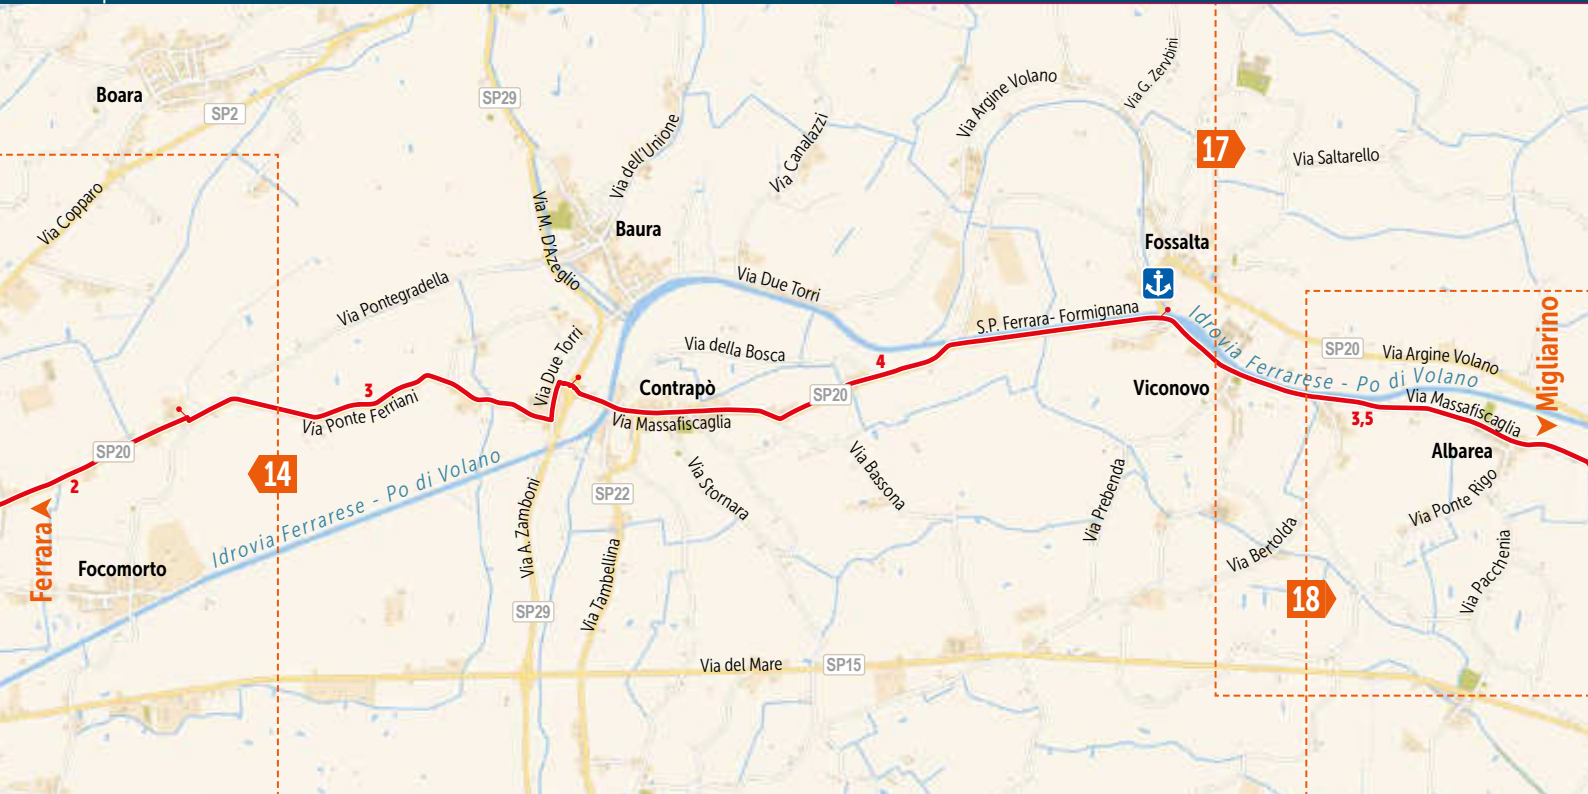 Boara
SP2
SP29
Via Copparo
Via M. D'Azeglio
Via dell'Unione
Baura
Via Canalazzi
Via Argine Volano
Via G. Zervbini
17
Via Saltarello
Fossalta
Via Pontegradella
Via Due Torri
Via Due Torri
S.P. Ferrara- Formignana
Idrovia Ferrarese - Po di Volano
SP20
Via Argine Volano
Migliarino
Via della Bosca
4
3
Contrapò
SP20
Viconovo
3,5
Via Massafiscaglia
Via Ponte Ferriani
Via Massafiscaglia
Albarea
SP20
14
2
Ferrara
Idrovia Ferrarese - Po di Volano
Via A. Zamboni
SP22
Via Stornara
Via Bassona
Via Prebenda
Via Ponte Rigo
Via Bertolda
Via Pacchenia
Focomorto
SP29
Via Tambellina
18
Via del Mare
SP15